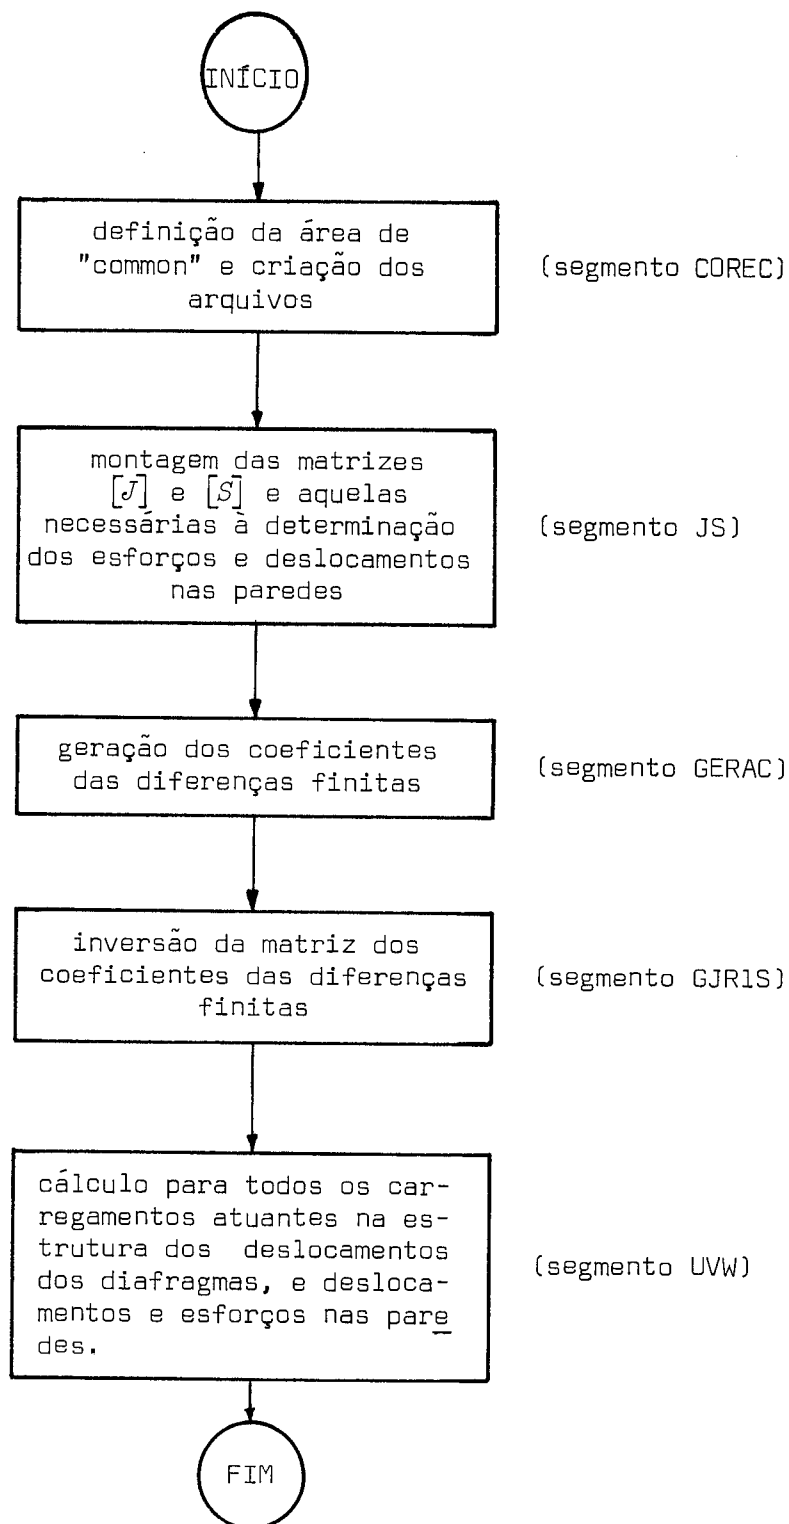 INÍCIO
definição da área de
"common" e criação dos
arquivos
(segmento COREC)
montagem das matrizes
[J] e [S] e aquelas
necessárias à determinação
dos esforços e deslocamentos
nas paredes
(segmento JS)
geração dos coeficientes
das diferenças finitas
(segmento GERAC)
inversão da matriz dos
coeficientes das diferenças
finitas
(segmento GJR1S)
cálculo para todos os car-
regamentos atuantes na es-
trutura dos deslocamentos
dos diafragmas, e desloca-
mentos e esforços nas pare
des.
(segmento UVW)
FIM